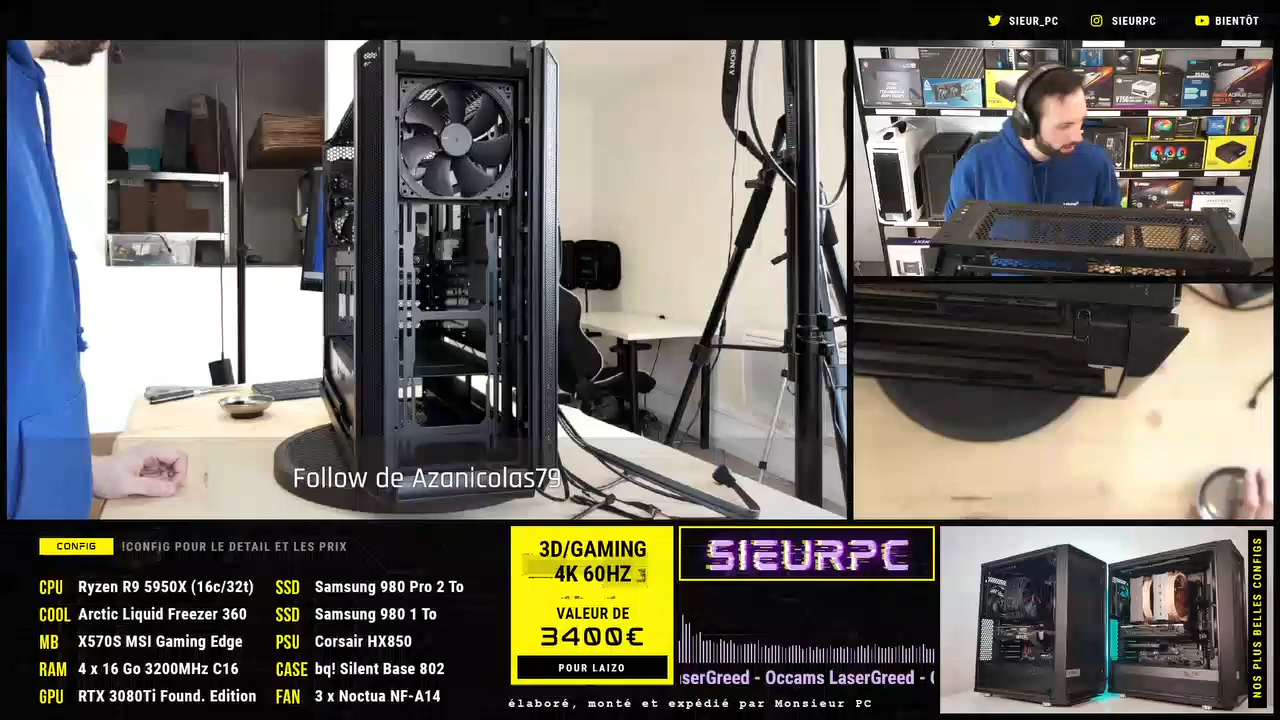 SIEUR_PC
SIEURPC
BIENTÔT
SONY
Follow de Azanicolas79
CONFIG
!CONFIG POUR LE DETAIL ET LES PRIX
CPU Ryzen R9 5950X (16c/32t)
COOL Arctic Liquid Freezer 360
MB X570S MSI Gaming Edge
RAM 4 x 16 Go 3200MHz C16
GPU RTX 3080Ti Found. Edition
SSD Samsung 980 Pro 2 To
SSD Samsung 980 1 To
PSU Corsair HX850
CASE bq! Silent Base 802
FAN 3 x Noctua NF-A14
3D/GAMING
4K 60HZ
VALEUR DE
3400€
POUR LAIZO
SIEURPC
serGreed - Occams LaserGreed -
élaboré, monté et expédié par Monsieur PC
NOS PLUS BELLES CONFIGS